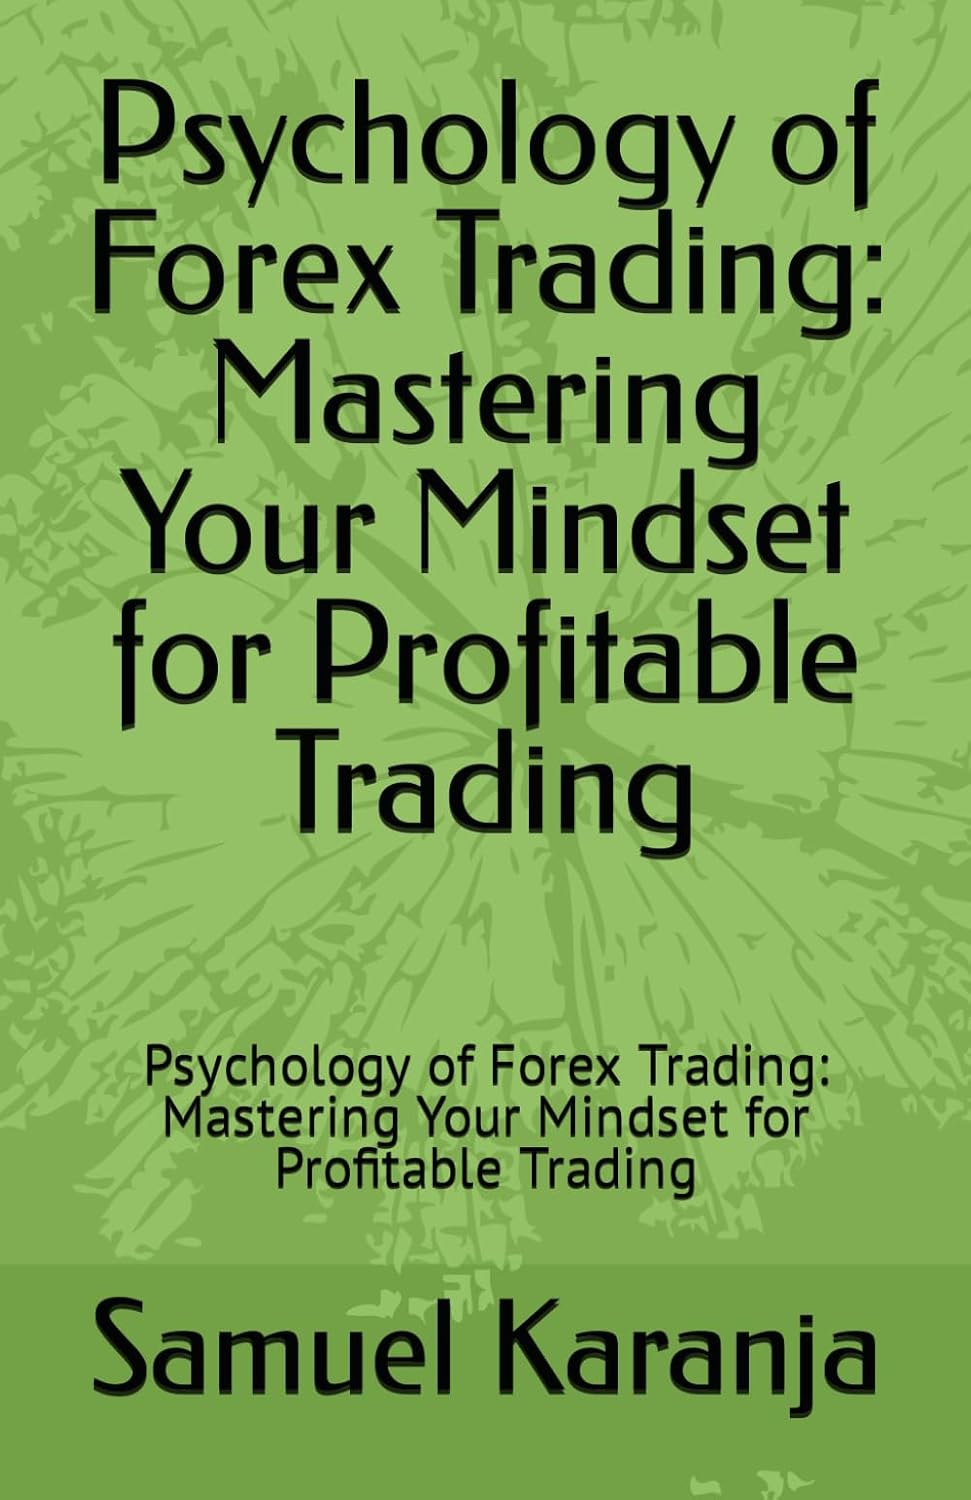 Psychology of
Forex Trading:
Mastering
Your Mindset
for Profitable
Trading
Psychology of Forex Trading:
Mastering Your Mindset for
Profitable Trading
Samuel Karanja